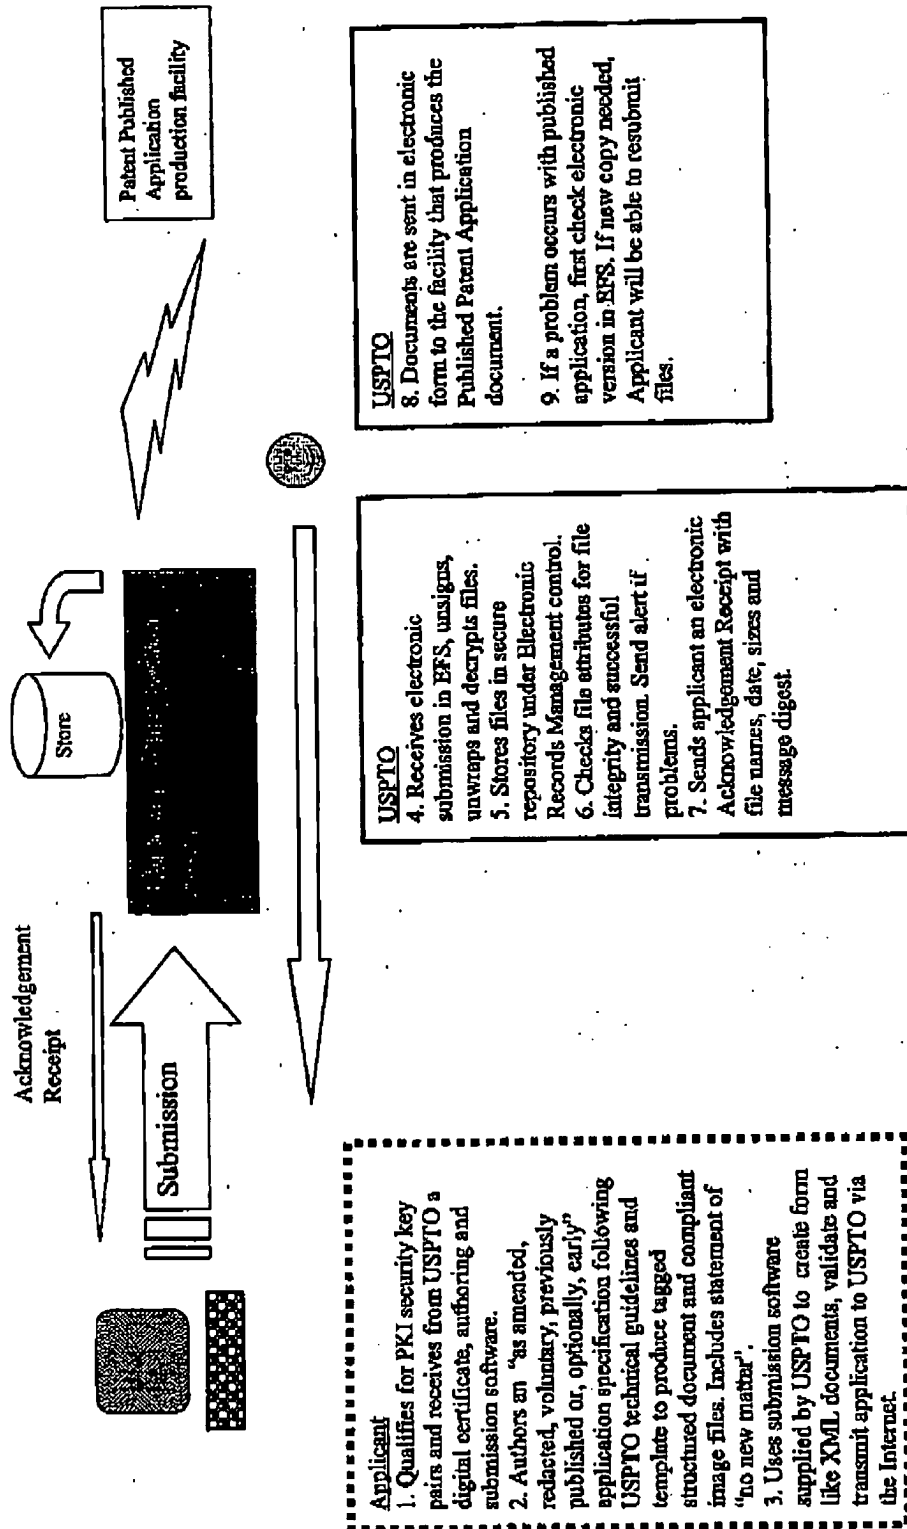 Acknowledgement
Receipt
Submission
Store
Patent Published
Application
production facility
Applicant
1. Qualifies for PKI security key
pairs and receives from USPTO a
digital certificate, authoring and
submission software.
2. Authors an "as amended,
redacted, voluntary, previously
published or, optionally, early"
application specification following
USPTO technical guidelines and
template to produce tagged
structured document and compliant
image files. Includes statement of
"no new matter".
3. Uses submission software
supplied by USPTO to create form
like XML documents, validate and
transmit application to USPTO via
the Internet.
USPTO
4. Receives electronic
submission in EFS, unsigns,
unwraps and decrypts files.
5. Stores files in secure
repository under Electronic
Records Management control.
6. Checks file attributes for file
integrity and successful
transmission. Send alert if
problems.
7. Sends applicant an electronic
Acknowledgement Receipt with
file names, date, sizes and
message digest.
USPTO
8. Documents are sent in electronic
form to the facility that produces the
Published Patent Application
document.
9. If a problem occurs with published
application, first check electronic
version in EFS. If new copy needed,
Applicant will be able to resubmit
files.